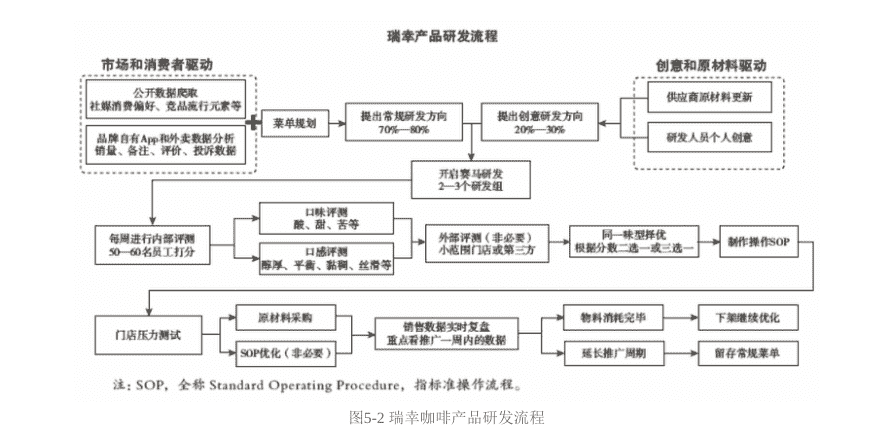 瑞幸产品研发流程
市场和消费者驱动
创意和原材料驱动
公开数据爬取
社媒消费偏好、竞品流行元素等
品牌自有App和外卖数据分析
销量、备注、评价、投诉数据
菜单规划
提出常规研发方向
70%—80%
提出创意研发方向
20%—30%
供应商原材料更新
研发人员个人创意
开启赛马研发
2—3个研发组
每周进行内部评测
50—60名员工打分
口味评测
酸、甜、苦等
口感评测
醇厚、平衡、黏稠、丝滑等
外部评测（非必要）
小范围门店或第三方
同一味型择优
根据分数二选一或三选一
制作操作SOP
门店压力测试
原材料采购
SOP优化（非必要）
销售数据实时复盘
重点看推广一周内的数据
物料消耗完毕
下架继续优化
延长推广周期
留存常规菜单
注：SOP，全称 Standard Operating Procedure，指标准操作流程。
图5-2 瑞幸咖啡产品研发流程